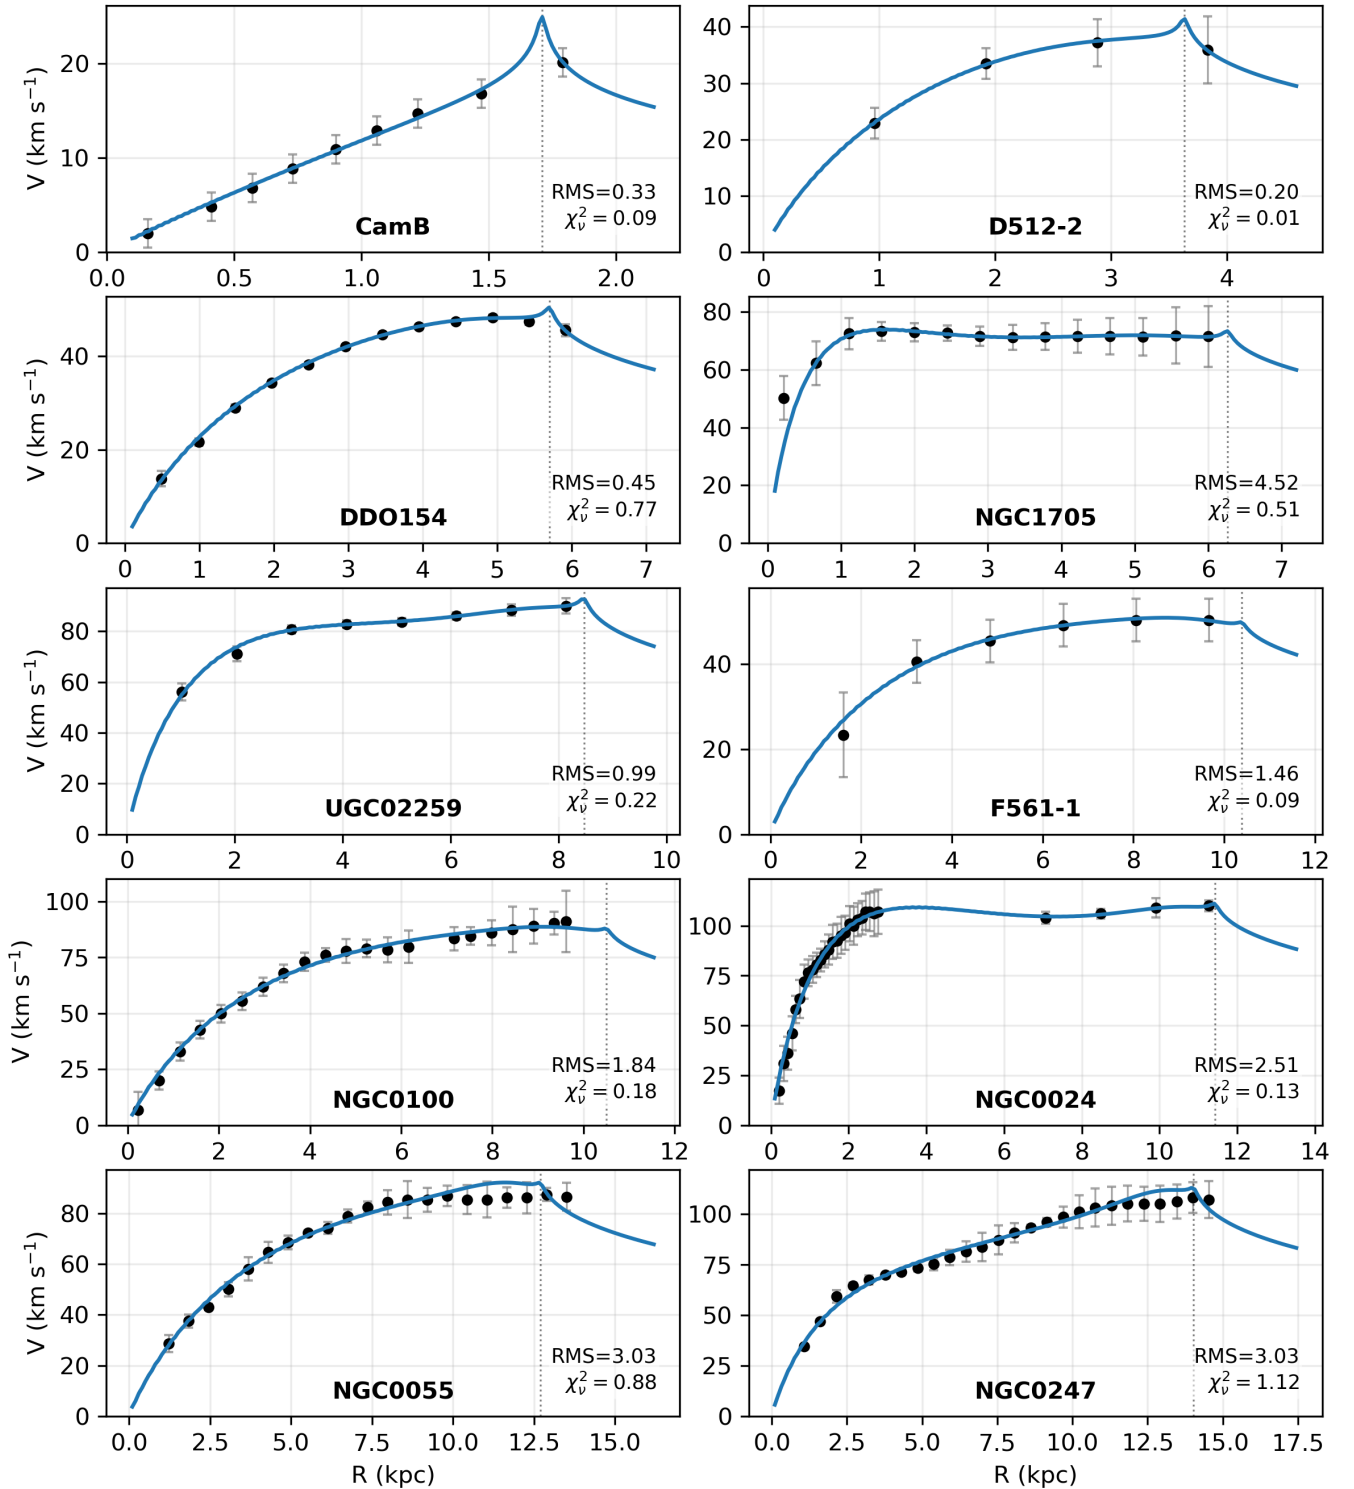 V (km s⁻¹)
20
10
0
RMS=0.33
χ²ᵥ = 0.09
CamB
0.0 0.5 1.0 1.5 2.0
40
30
20
10
0
RMS=0.20
χ²ᵥ = 0.01
D512-2
0 1 2 3 4
V (km s⁻¹)
40
20
0
RMS=0.45
χ²ᵥ = 0.77
DDO154
0 1 2 3 4 5 6 7
80
60
40
20
0
RMS=4.52
χ²ᵥ = 0.51
NGC1705
0 1 2 3 4 5 6 7
V (km s⁻¹)
80
60
40
20
0
RMS=0.99
χ²ᵥ = 0.22
UGC02259
0 2 4 6 8 10
40
20
0
RMS=1.46
χ²ᵥ = 0.09
F561-1
0 2 4 6 8 10 12
V (km s⁻¹)
100
75
50
25
0
RMS=1.84
χ²ᵥ = 0.18
NGC0100
0 2 4 6 8 10 12
100
75
50
25
0
RMS=2.51
χ²ᵥ = 0.13
NGC0024
0 2 4 6 8 10 12 14
V (km s⁻¹)
80
60
40
20
0
RMS=3.03
χ²ᵥ = 0.88
NGC0055
0.0 2.5 5.0 7.5 10.0 12.5 15.0
R (kpc)
100
75
50
25
0
RMS=3.03
χ²ᵥ = 1.12
NGC0247
0.0 2.5 5.0 7.5 10.0 12.5 15.0 17.5
R (kpc)